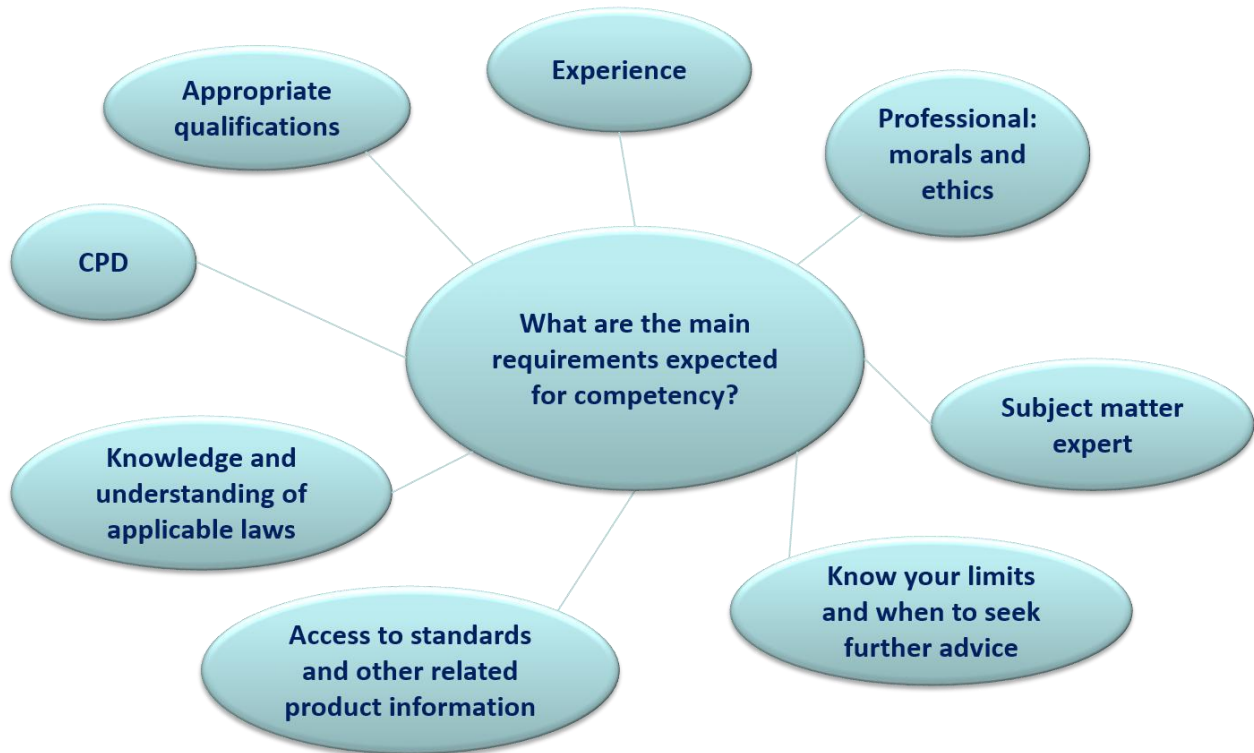 Experience
Appropriate
qualifications
Professional:
morals and
ethics
CPD
What are the main
requirements expected
for competency?
Subject matter
expert
Knowledge and
understanding of
applicable laws
Know your limits
and when to seek
further advice
Access to standards
and other related
product information